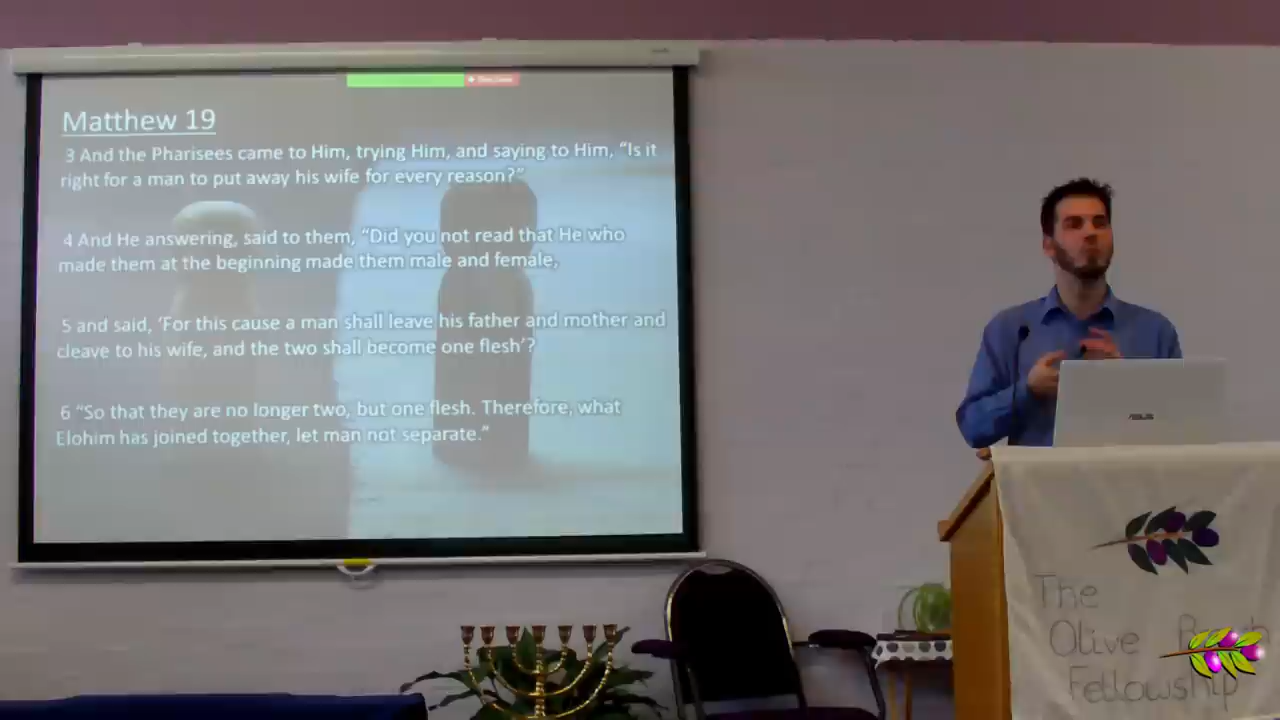 Matthew 19
3 And the Pharisees came to Him, trying Him, and saying to Him, “Is it
right for a man to put away his wife for every reason?”
4 And He answering, said to them, “Did you not read that He who
made them at the beginning made them male and female,
5 and said, ‘For this cause a man shall leave his father and mother and
cleave to his wife, and the two shall become one flesh’?
6 “So that they are no longer two, but one flesh. Therefore, what
Elohim has joined together, let man not separate.”
ASUS
The
Olive
Fellowship